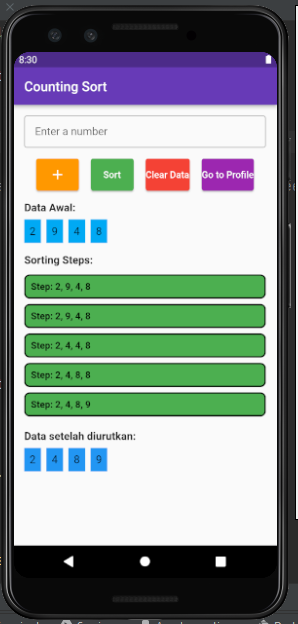 8:30
Counting Sort
Enter a number
+ Sort Clear Data Go to Profile
Data Awal:
2 9 4 8
Sorting Steps:
Step: 2, 9, 4, 8
Step: 2, 9, 4, 8
Step: 2, 4, 4, 8
Step: 2, 4, 8, 8
Step: 2, 4, 8, 9
Data setelah diurutkan:
2 4 8 9